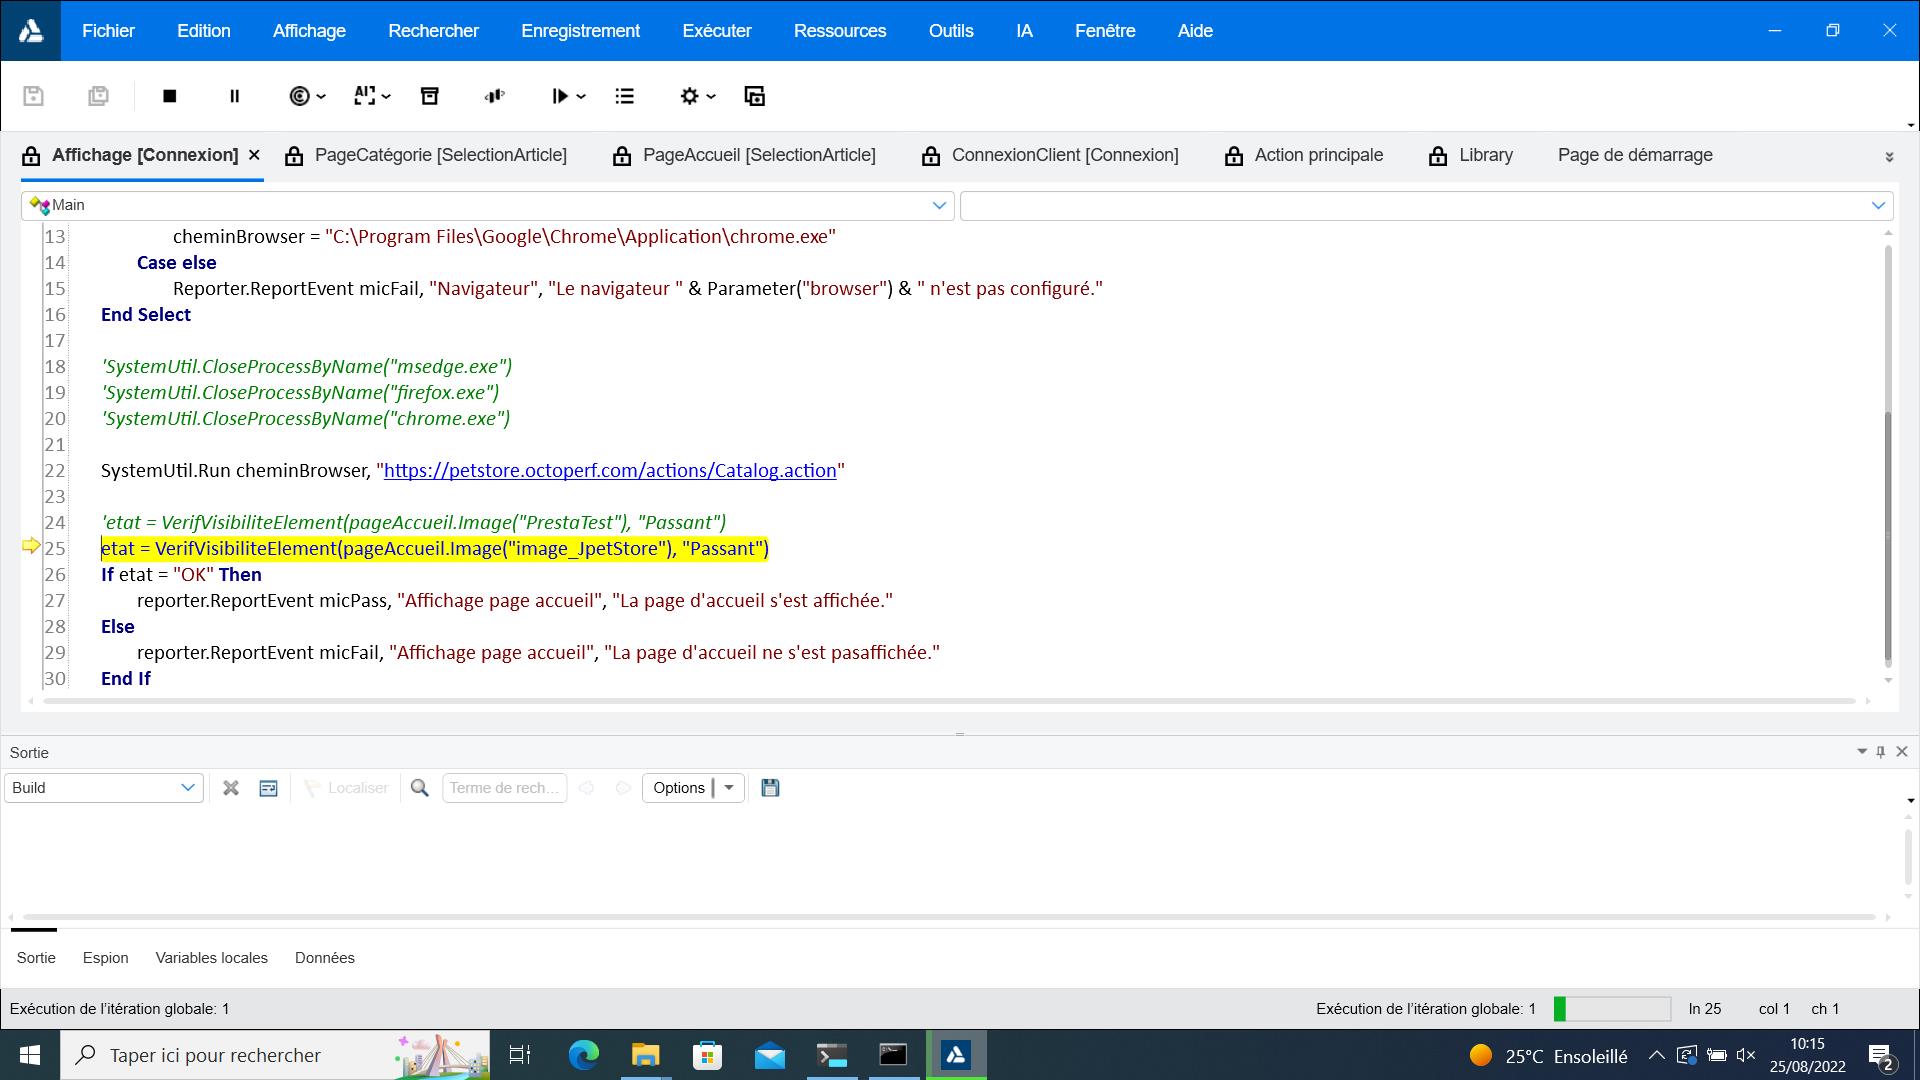 Fichier Edition Affichage Rechercher Enregistrement Exécuter Ressources Outils IA Fenêtre Aide
AI
Affichage [Connexion] PageCatégorie [SelectionArticle] PageAccueil [SelectionArticle] ConnexionClient [Connexion] Action principale Library Page de démarrage
Main
13 cheminBrowser = "C:\Program Files\Google\Chrome\Application\chrome.exe"
14 Case else
15 Reporter.ReportEvent micFail, "Navigateur", "Le navigateur " & Parameter("browser") & " n'est pas configuré."
16 End Select
17
18 'SystemUtil.CloseProcessByName("msedge.exe")
19 'SystemUtil.CloseProcessByName("firefox.exe")
20 'SystemUtil.CloseProcessByName("chrome.exe")
21
22 SystemUtil.Run cheminBrowser, "https://petstore.octoperf.com/actions/Catalog.action"
23
24 'etat = VerifVisibiliteElement(pageAccueil.Image("PrestaTest"), "Passant")
25 etat = VerifVisibiliteElement(pageAccueil.Image("image_JpetStore"), "Passant")
26 If etat = "OK" Then
27 reporter.ReportEvent micPass, "Affichage page accueil", "La page d'accueil s'est affichée."
28 Else
29 reporter.ReportEvent micFail, "Affichage page accueil", "La page d'accueil ne s'est pasaffichée."
30 End If
Sortie
Build Localiser Terme de rech... Options
Sortie Espion Variables locales Données
Exécution de l'itération globale: 1 Exécution de l'itération globale: 1 ln 25 col 1 ch 1
Taper ici pour rechercher 25°C Ensoleillé 10:15
25/08/2022 2